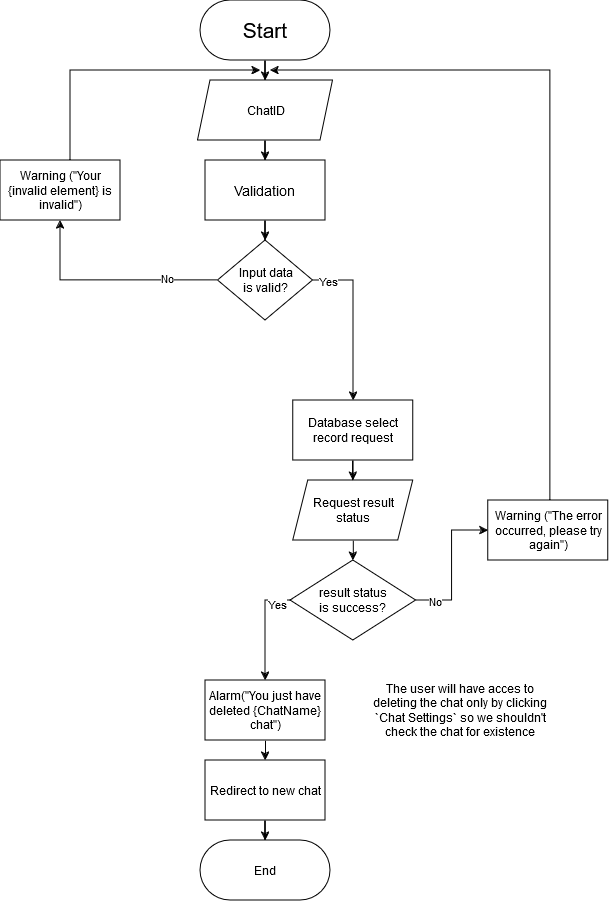 Start
ChatID
Warning ("Your
{invalid element} is
invalid")
Validation
Input data
is valid?
No
Yes
Database select
record request
Request result
status
Warning ("The error
occurred, please try
again")
result status
is success?
Yes
No
Alarm("You just have
deleted {ChatName}
chat")
The user will have acces to
deleting the chat only by clicking
`Chat Settings` so we shouldn't
check the chat for existence
Redirect to new chat
End